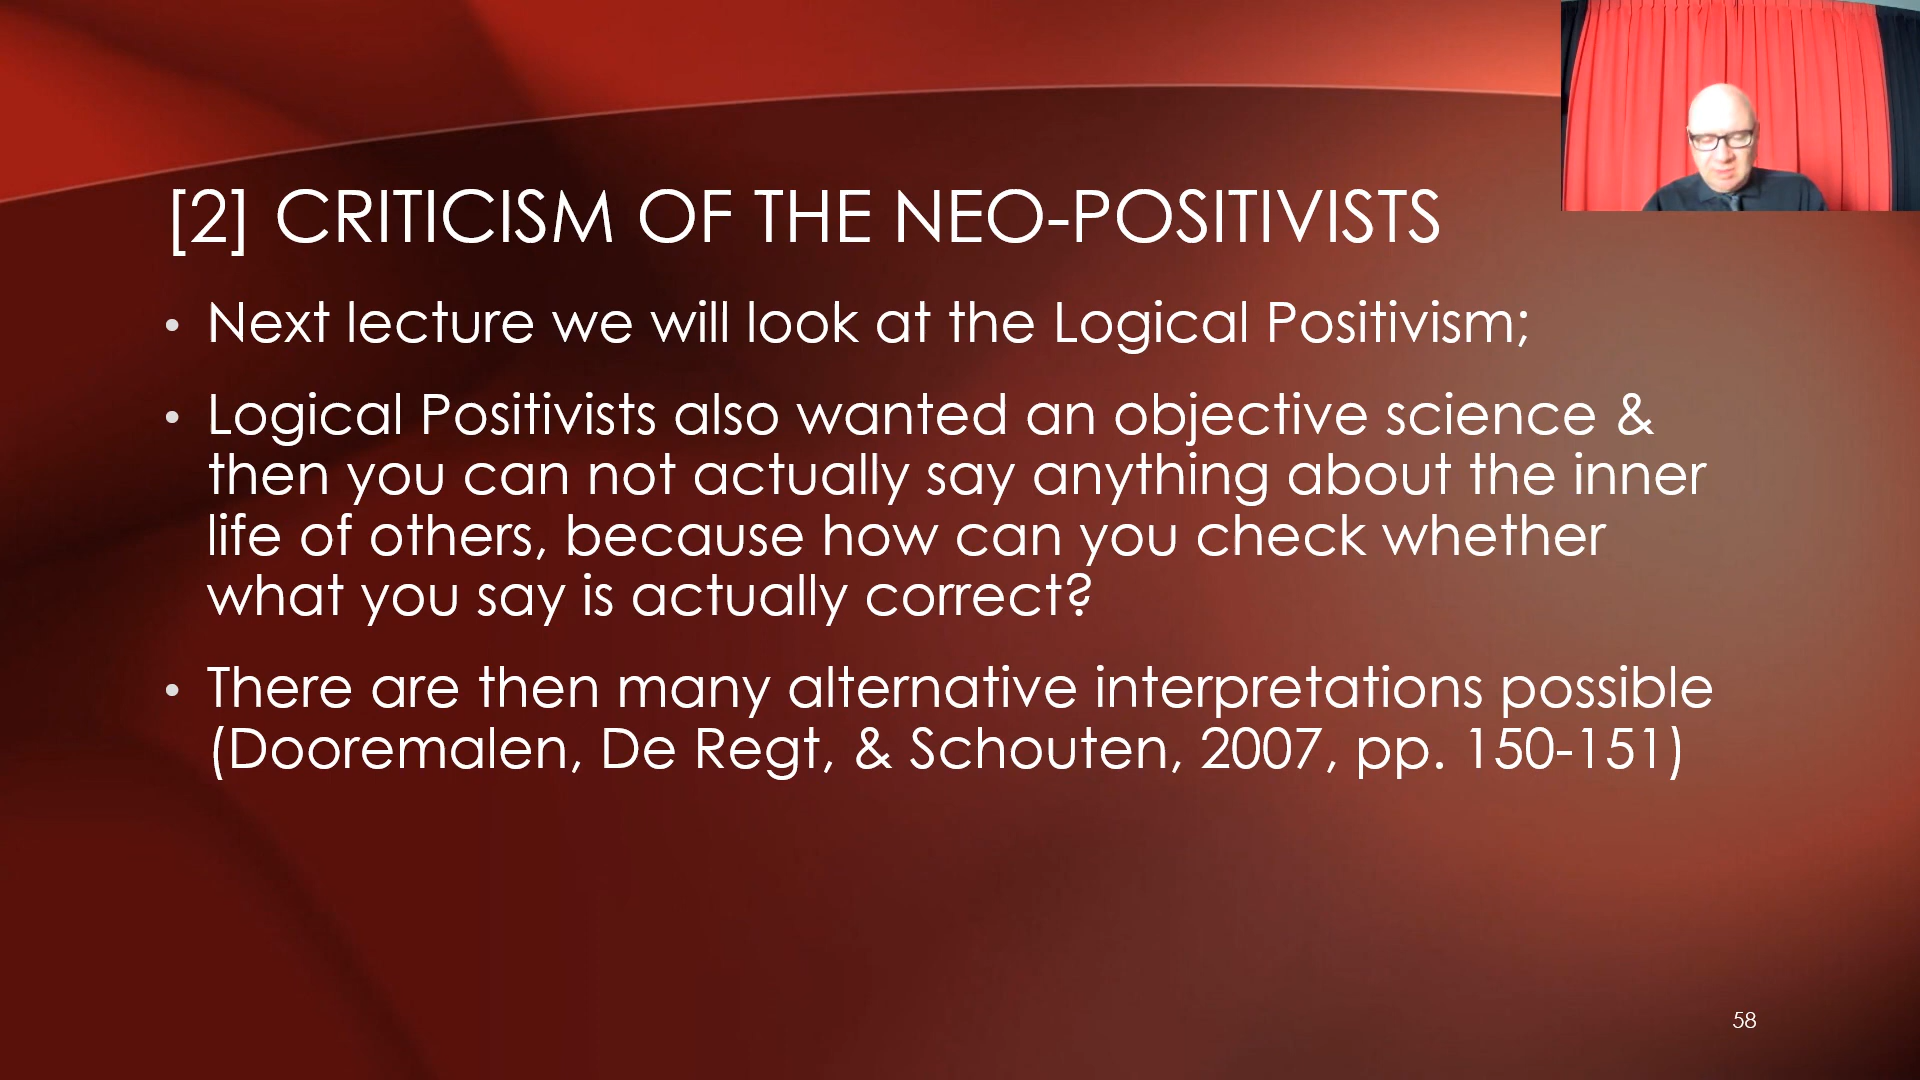 [2] CRITICISM OF THE NEO-POSITIVISTS
• Next lecture we will look at the Logical Positivism;
• Logical Positivists also wanted an objective science &
then you can not actually say anything about the inner
life of others, because how can you check whether
what you say is actually correct?
• There are then many alternative interpretations possible
(Dooremalen, De Regt, & Schouten, 2007, pp. 150-151)
58